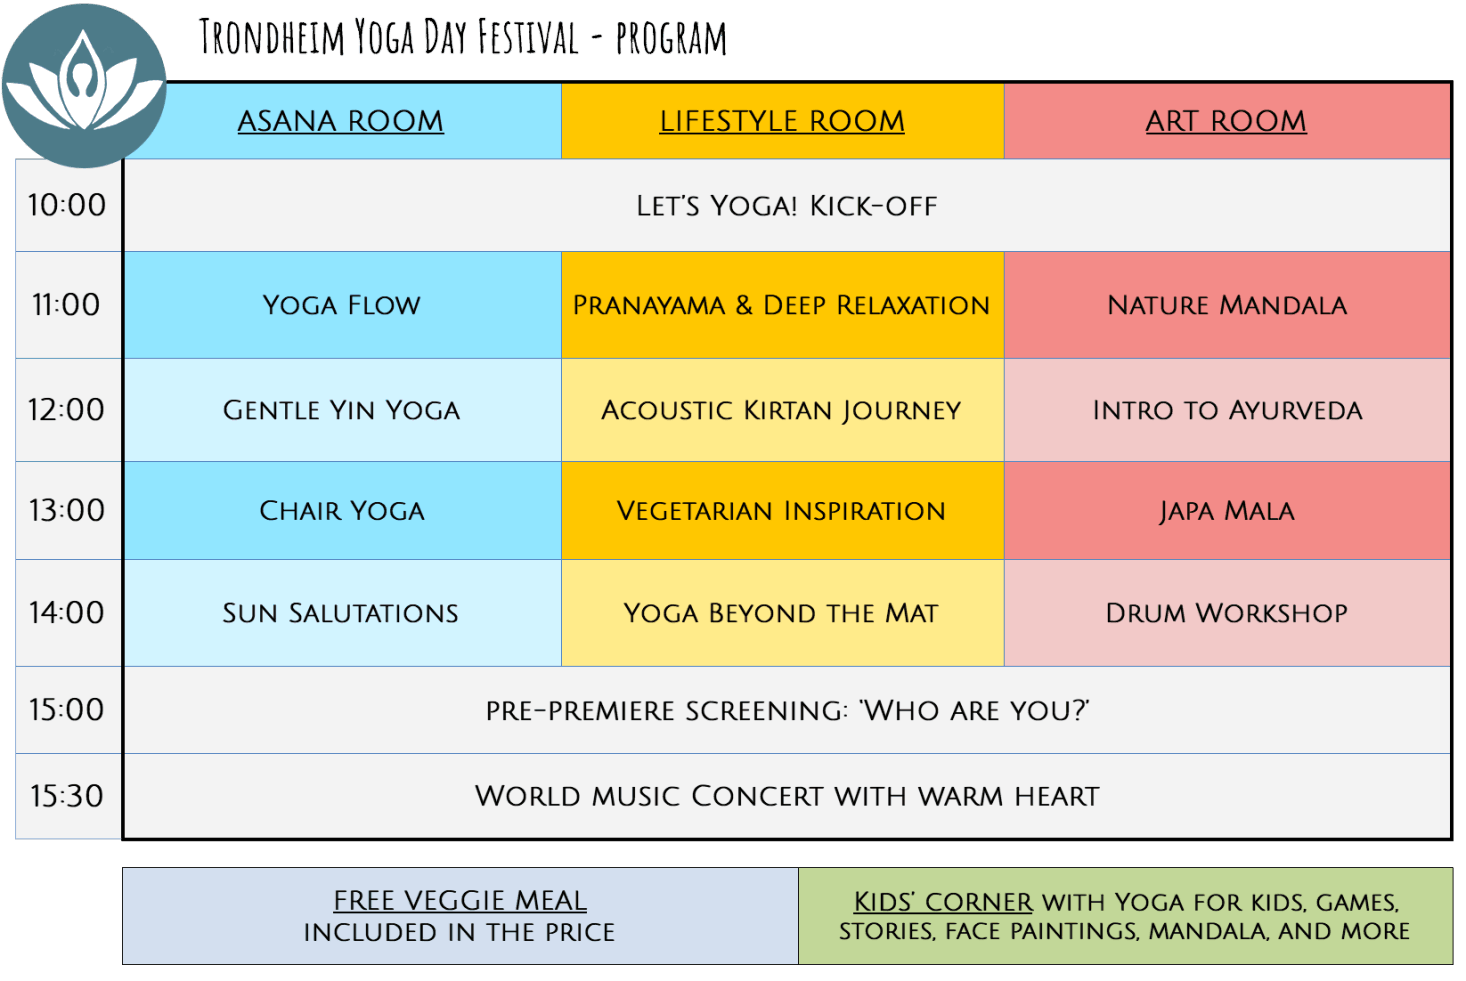 Trondheim Yoga Day Festival - program
ASANA ROOM LIFESTYLE ROOM ART ROOM
10:00 Let's Yoga! Kick-off
11:00 Yoga Flow Pranayama & Deep Relaxation Nature Mandala
12:00 Gentle Yin Yoga Acoustic Kirtan Journey Intro to Ayurveda
13:00 Chair Yoga Vegetarian Inspiration Japa Mala
14:00 Sun Salutations Yoga Beyond the Mat Drum Workshop
15:00 pre-premiere screening: 'Who are you?'
15:30 World music Concert with warm heart
free veggie meal
included in the price
Kids' corner with Yoga for kids, games,
stories, face paintings, mandala, and more